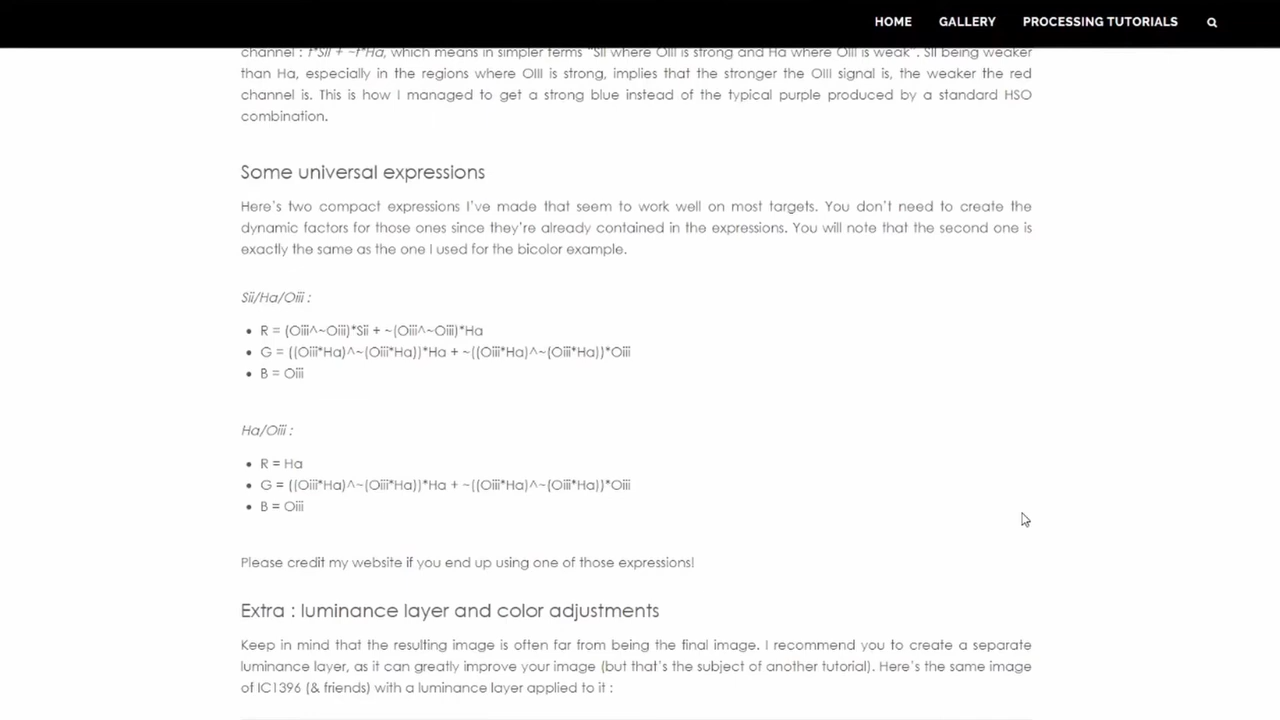 HOME GALLERY PROCESSING TUTORIALS
channel : f*SII + ~f*Ha, which means in simpler terms “SII where OIII is strong and Ha where OIII is weak”. SII being weaker
than Ha, especially in the regions where OIII is strong, implies that the stronger the OIII signal is, the weaker the red
channel is. This is how I managed to get a strong blue instead of the typical purple produced by a standard HSO
combination.
Some universal expressions
Here’s two compact expressions I’ve made that seem to work well on most targets. You don’t need to create the
dynamic factors for those ones since they’re already contained in the expressions. You will note that the second one is
exactly the same as the one I used for the bicolor example.
Sii/Ha/Oiii :
• R = (Oiii^~Oiii)*Sii + ~(Oiii^~Oiii)*Ha
• G = ((Oiii*Ha)^~(Oiii*Ha))*Ha + ~((Oiii*Ha)^~(Oiii*Ha))*Oiii
• B = Oiii
Ha/Oiii :
• R = Ha
• G = ((Oiii*Ha)^~(Oiii*Ha))*Ha + ~((Oiii*Ha)^~(Oiii*Ha))*Oiii
• B = Oiii
Please credit my website if you end up using one of those expressions!
Extra : luminance layer and color adjustments
Keep in mind that the resulting image is often far from being the final image. I recommend you to create a separate
luminance layer, as it can greatly improve your image (but that’s the subject of another tutorial). Here’s the same image
of IC1396 (& friends) with a luminance layer applied to it :